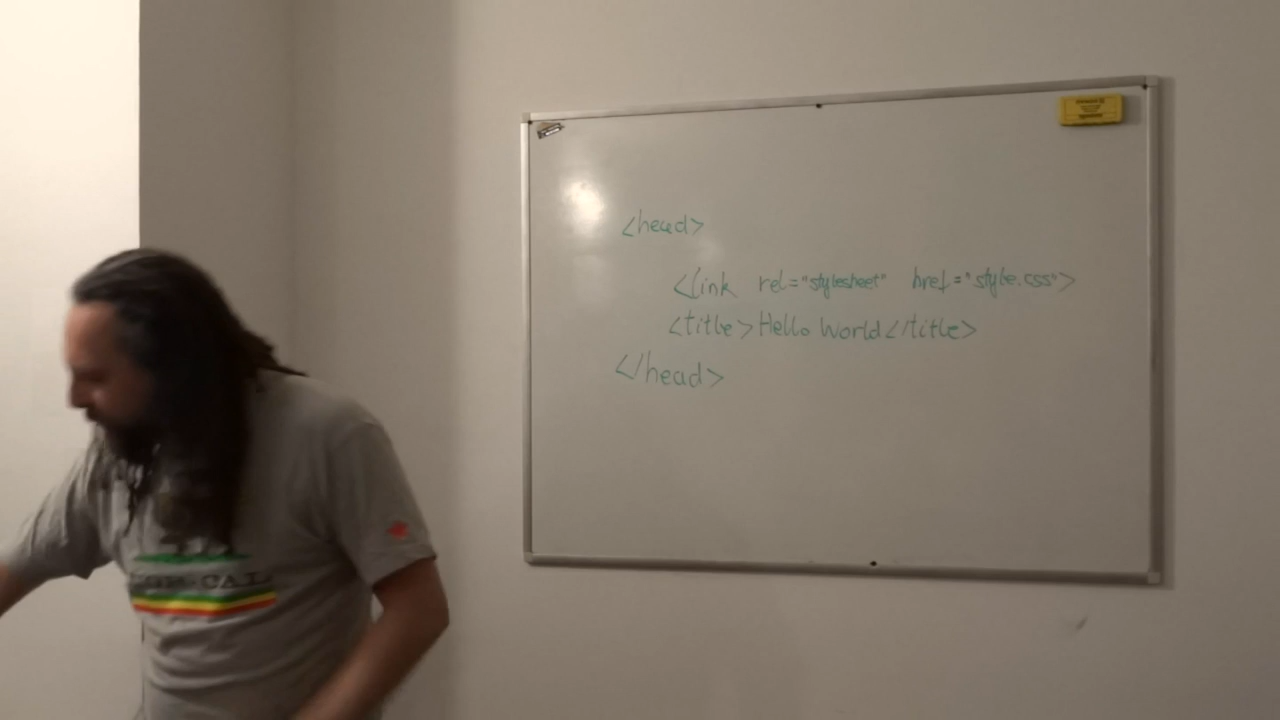 <head>
<link rel="stylesheet" href="style.css">
<title>Hello World</title>
</head>